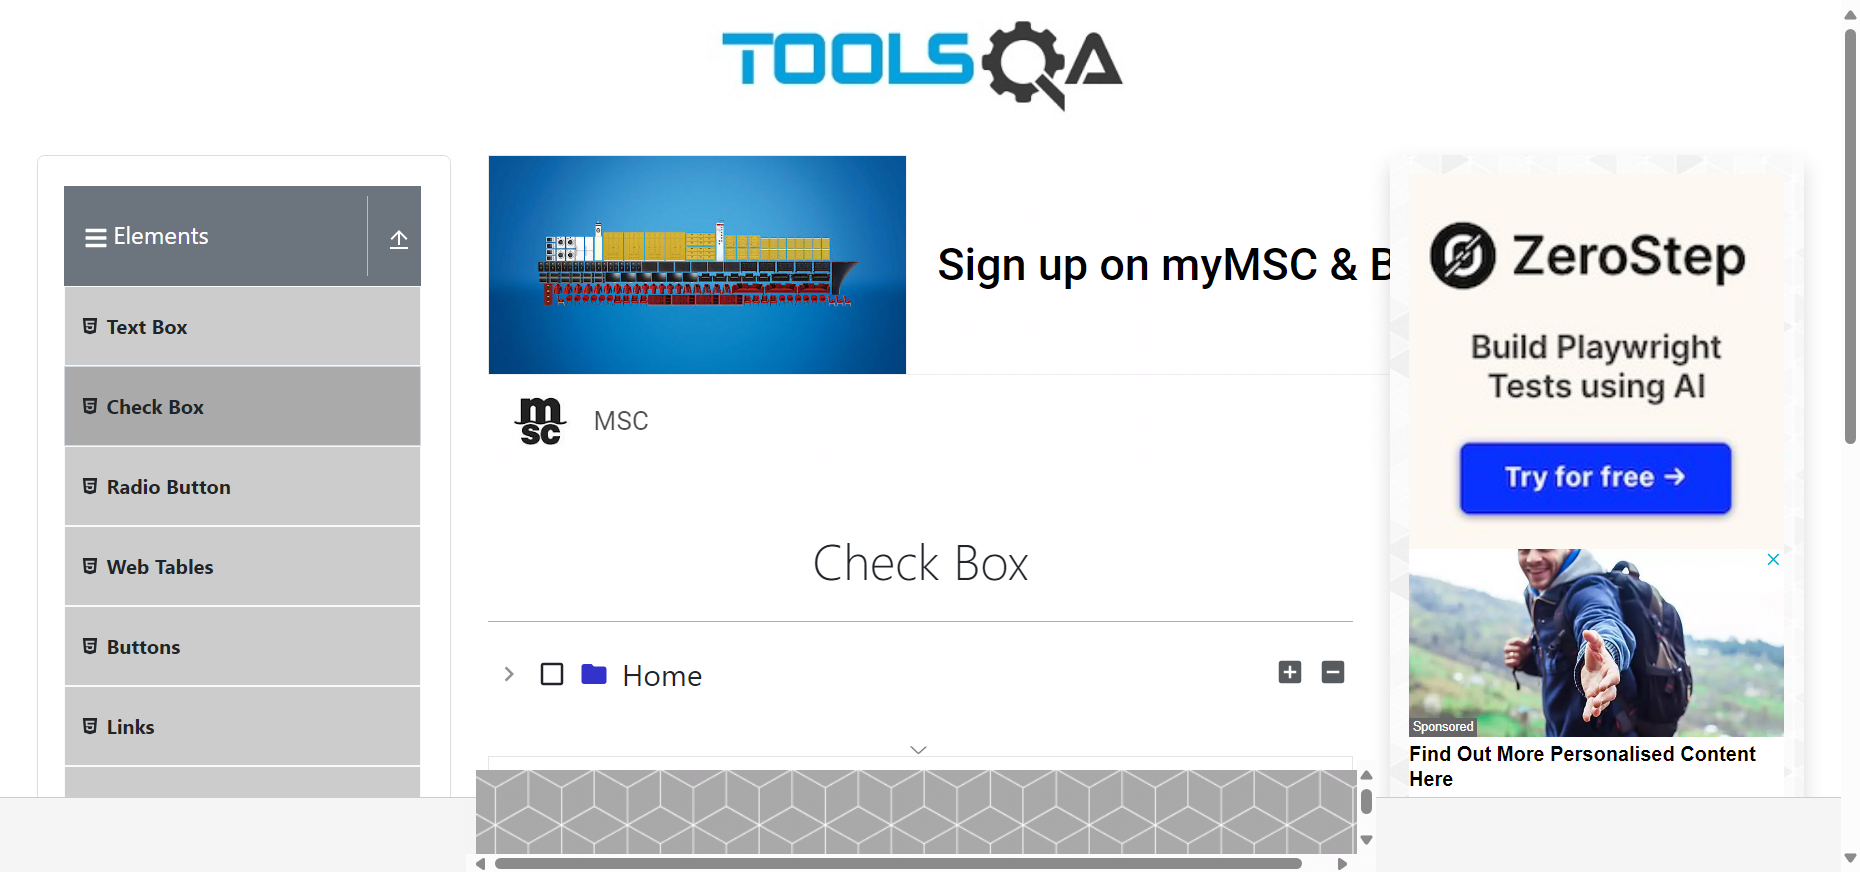 TOOLSQA
Elements
Text Box
Check Box
Radio Button
Web Tables
Buttons
Links
Sign up on myMSC & B
msc
MSC
Check Box
Home
ZeroStep
Build Playwright
Tests using AI
Try for free →
Sponsored
Find Out More Personalised Content
Here